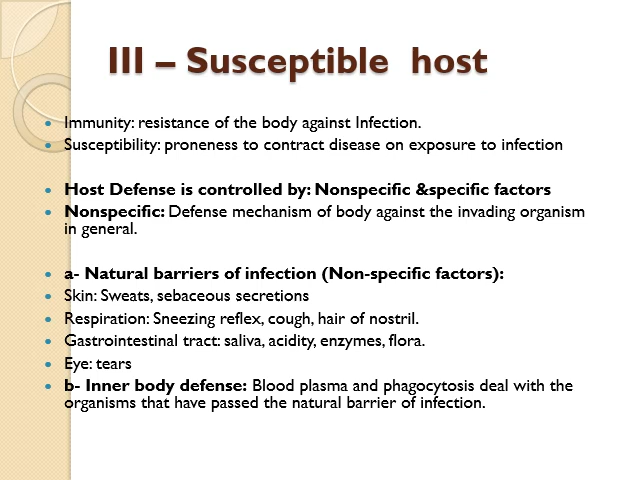 III – Susceptible host
Immunity: resistance of the body against Infection.
Susceptibility: proneness to contract disease on exposure to infection
Host Defense is controlled by: Nonspecific &specific factors
Nonspecific: Defense mechanism of body against the invading organism
in general.
a- Natural barriers of infection (Non-specific factors):
Skin: Sweats, sebaceous secretions
Respiration: Sneezing reflex, cough, hair of nostril.
Gastrointestinal tract: saliva, acidity, enzymes, flora.
Eye: tears
b- Inner body defense: Blood plasma and phagocytosis deal with the
organisms that have passed the natural barrier of infection.